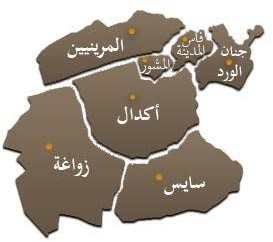 المرينيين
فاس
المدينة
جنان
الورد
المشور
أكدال
زواغة
سايس